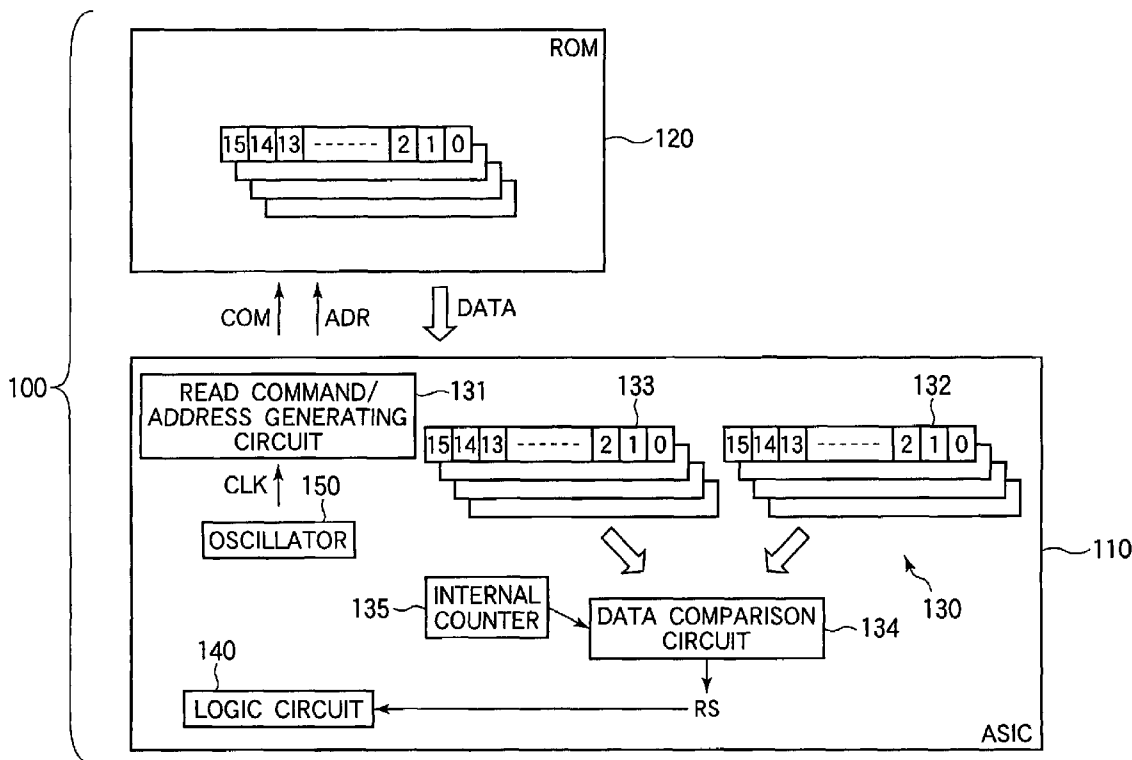 ROM
15 14 13 ------ 2 1 0
120
COM
ADR
DATA
100
READ COMMAND/
ADDRESS GENERATING
CIRCUIT
131
133
132
15 14 13 ------ 2 1 0
15 14 13 ------ 2 1 0
CLK
150
OSCILLATOR
110
130
135
INTERNAL
COUNTER
DATA COMPARISON
CIRCUIT
134
140
LOGIC CIRCUIT
RS
ASIC